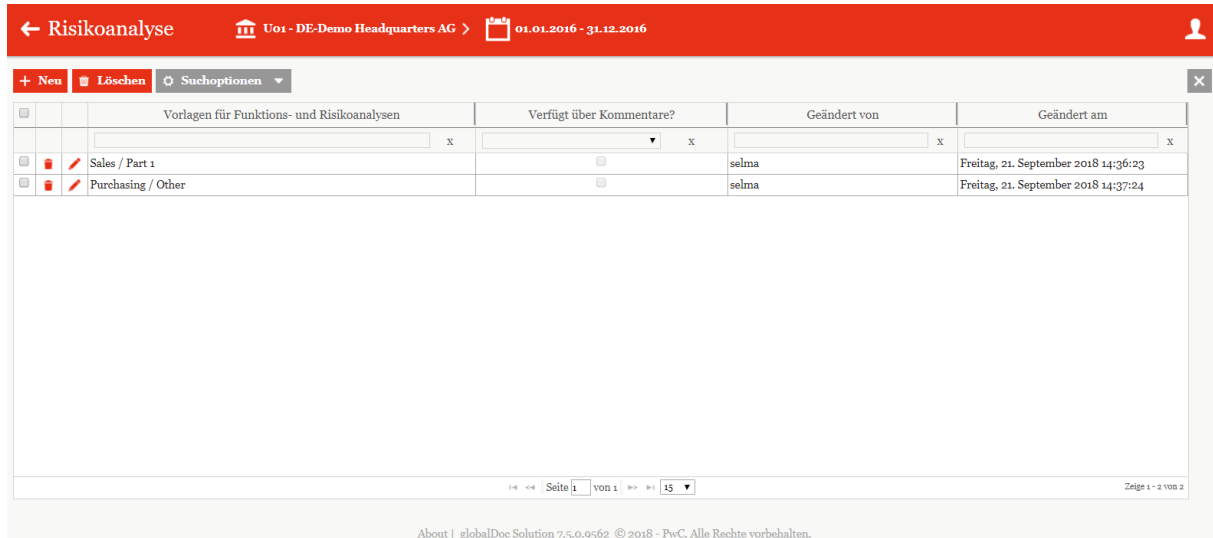 Risikoanalyse U01 - DE-Demo Headquarters AG 01.01.2016 - 31.12.2016
Neu Löschen Suchoptionen
Vorlagen für Funktions- und Risikoanalysen Verfügt über Kommentare? Geändert von Geändert am
x x x x
Sales / Part 1 selma Freitag, 21. September 2018 14:36:23
Purchasing / Other selma Freitag, 21. September 2018 14:37:24
Seite 1 von 1 15 Zeige 1 - 2 von 2
About | globalDoc Solution 7.5.0.9562 © 2018 - PwC. Alle Rechte vorbehalten.